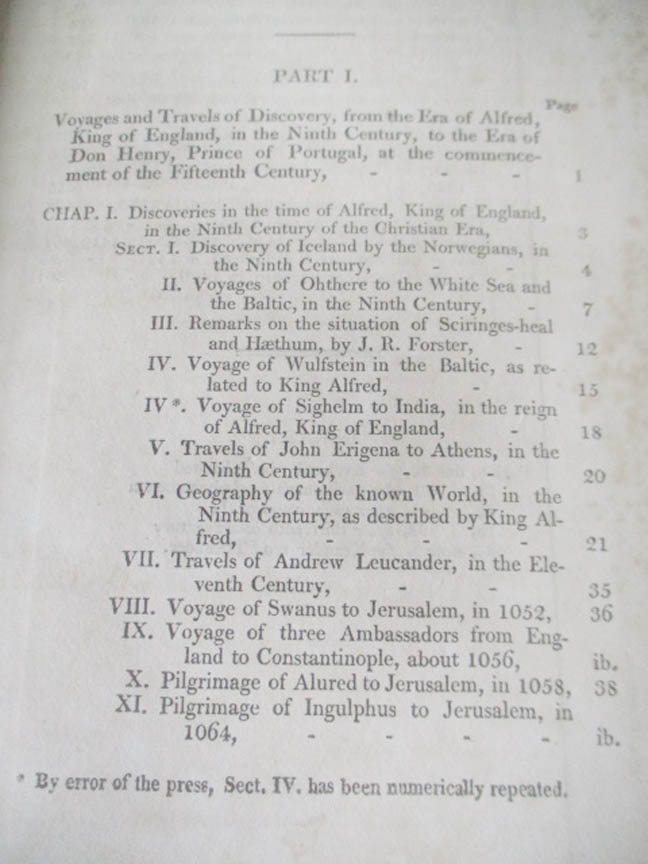 PART I.
Page
Voyages and Travels of Discovery, from the Era of Alfred,
King of England, in the Ninth Century, to the Era of
Don Henry, Prince of Portugal, at the commence-
ment of the Fifteenth Century, - - - 1
CHAP. I. Discoveries in the time of Alfred, King of England,
in the Ninth Century of the Christian Era, 3
SECT. I. Discovery of Iceland by the Norwegians, in
the Ninth Century, - - 4
II. Voyages of Ohthere to the White Sea and
the Baltic, in the Ninth Century, - 7
III. Remarks on the situation of Sciringes-heal
and Hæthum, by J. R. Forster, - 12
IV. Voyage of Wulfstein in the Baltic, as re-
lated to King Alfred, - 15
IV *. Voyage of Sighelm to India, in the reign
of Alfred, King of England, - 18
V. Travels of John Erigena to Athens, in the
Ninth Century, - - 20
VI. Geography of the known World, in the
Ninth Century, as described by King Al-
fred, - - - 21
VII. Travels of Andrew Leucander, in the Ele-
venth Century, - - 35
VIII. Voyage of Swanus to Jerusalem, in 1052, 36
IX. Voyage of three Ambassadors from Eng-
land to Constantinople, about 1056, ib.
X. Pilgrimage of Alured to Jerusalem, in 1058, 38
XI. Pilgrimage of Ingulphus to Jerusalem, in
1064, - - - - ib.
* By error of the press, Sect. IV. has been numerically repeated.